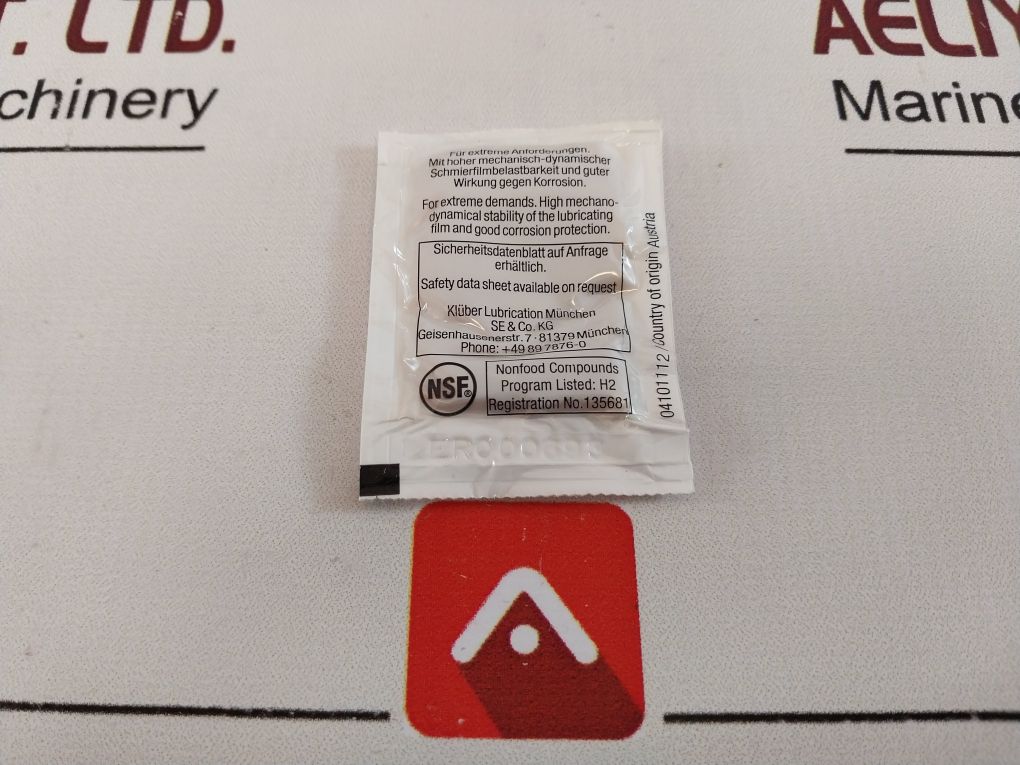 T. LTD.
chinery
AELIY
Marine
Für extreme Anforderungen.
Mit hoher mechanisch-dynamischer
Schmierfilmbelastbarkeit und guter
Wirkung gegen Korrosion.
For extreme demands. High mechano-
dynamical stability of the lubricating
film and good corrosion protection.
Sicherheitsdatenblatt auf Anfrage
erhältlich.
Safety data sheet available on request
Klüber Lubrication München
SE & Co. KG
Geisenhausenerstr. 7 · 81379 München
Phone: +49 89 7876-0
NSF®
Nonfood Compounds
Program Listed: H2
Registration No.135681
04101112 /Country of origin Austria